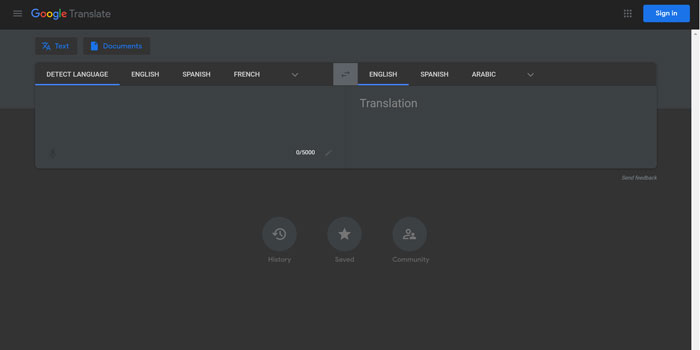 Google Translate
Sign in
Text
Documents
DETECT LANGUAGE ENGLISH SPANISH FRENCH
ENGLISH SPANISH ARABIC
Translation
0/5000
Send feedback
History Saved Community